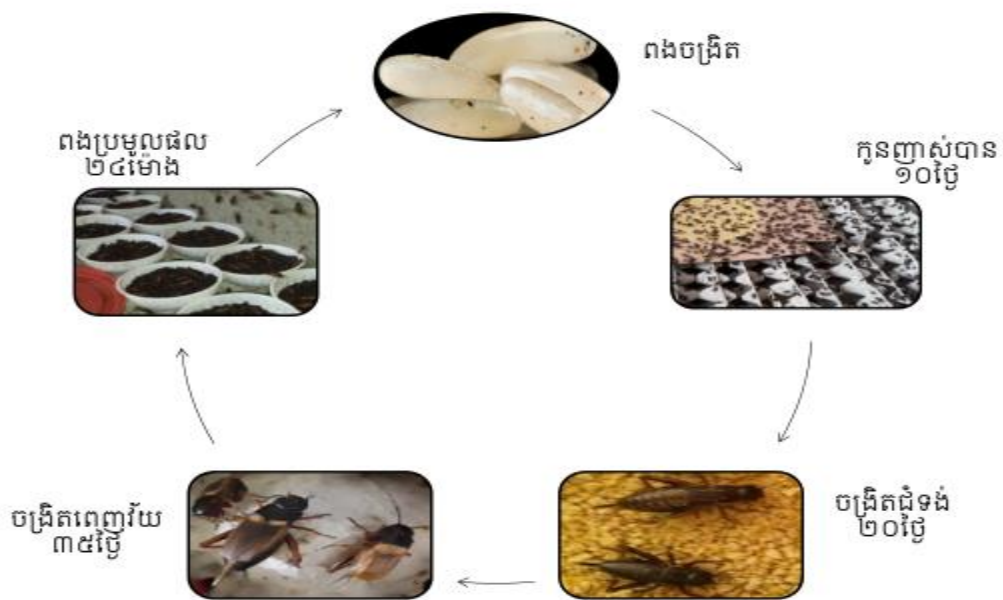 ពងចង្រិត
កូនញាស់បាន
១០ថ្ងៃ
ចង្រិតជំទង់
២០ថ្ងៃ
ចង្រិតពេញវ័យ
៣៥ថ្ងៃ
ពងប្រមូលផល
២៤ម៉ោង